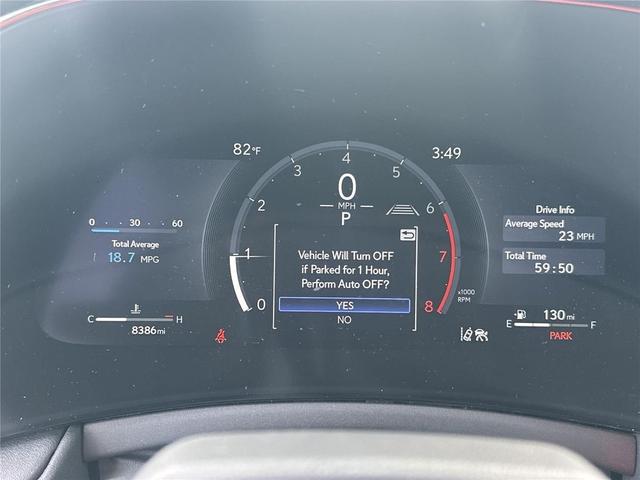 82°F
3:49
0 1 2 3 4 5 6 7 8
x1000
RPM
0
MPH
P
0 30 60
Total Average
18.7 MPG
Vehicle Will Turn OFF
if Parked for 1 Hour,
Perform Auto OFF?
YES
NO
Drive Info
Average Speed
23 MPH
Total Time
59:50
C H
8386 mi
130 mi
E F
PARK